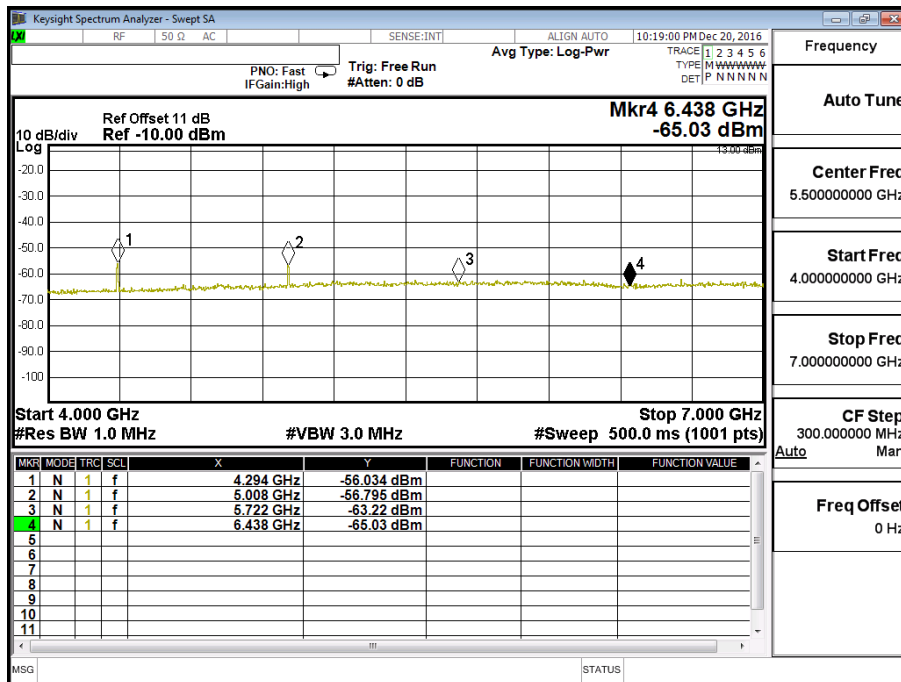 Keysight Spectrum Analyzer - Swept SA
LXI RF 50 Ω AC SENSE:INT ALIGN AUTO 10:19:00 PM Dec 20, 2016
Avg Type: Log-Pwr TRACE 1 2 3 4 5 6
PNO: Fast Trig: Free Run TYPE M WWWWW
IFGain:High #Atten: 0 dB DET P N N N N N
Mkr4 6.438 GHz
Ref Offset 11 dB
10 dB/div Ref -10.00 dBm -65.03 dBm
Log
13.00 dBm
-20.0
-30.0
-40.0
-50.0
-60.0
-70.0
-80.0
-90.0
-100
1
2
3
4
Start 4.000 GHz Stop 7.000 GHz
#Res BW 1.0 MHz #VBW 3.0 MHz #Sweep 500.0 ms (1001 pts)
MKR MODE TRC SCL X Y FUNCTION FUNCTION WIDTH FUNCTION VALUE
1 N 1 f 4.294 GHz -56.034 dBm
2 N 1 f 5.008 GHz -56.795 dBm
3 N 1 f 5.722 GHz -63.22 dBm
4 N 1 f 6.438 GHz -65.03 dBm
5
6
7
8
9
10
11
MSG STATUS
Frequency
Auto Tune
Center Freq
5.500000000 GHz
Start Freq
4.000000000 GHz
Stop Freq
7.000000000 GHz
CF Step
300.000000 MHz
Auto Man
Freq Offset
0 Hz